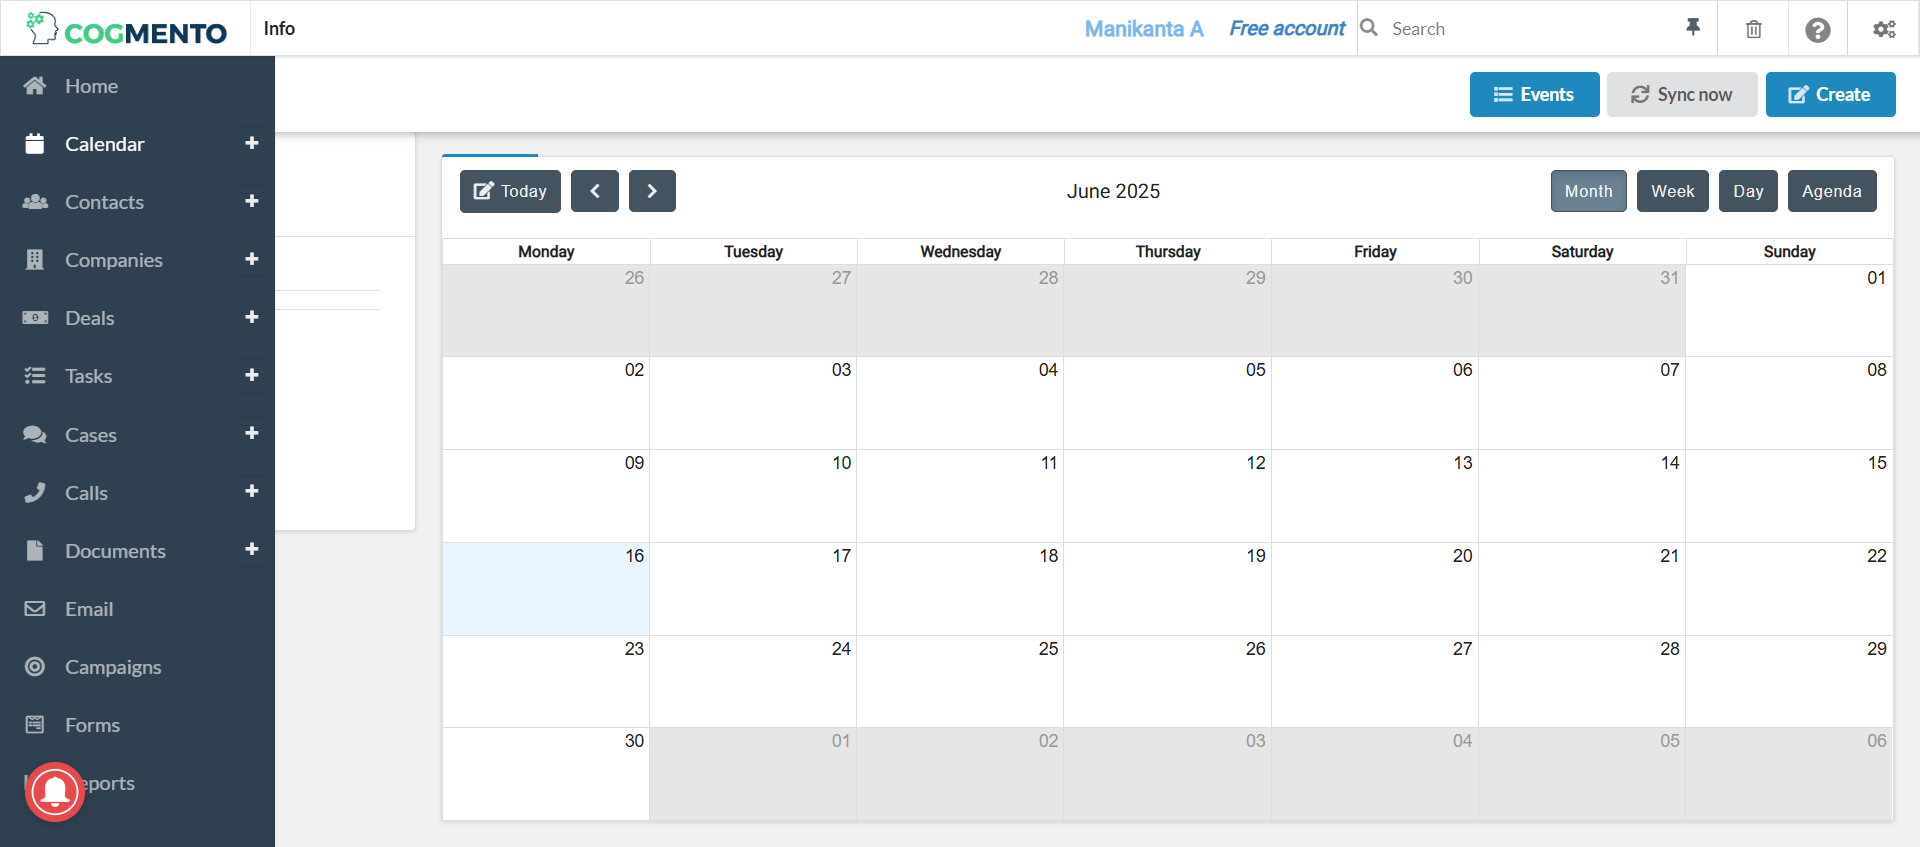 COGMENTO
Info
Manikanta A
Free account
Search
Home
Calendar
Contacts
Companies
Deals
Tasks
Cases
Calls
Documents
Email
Campaigns
Forms
eports
Events
Sync now
Create
Today
June 2025
Month
Week
Day
Agenda
Monday Tuesday Wednesday Thursday Friday Saturday Sunday
26 27 28 29 30 31 01
02 03 04 05 06 07 08
09 10 11 12 13 14 15
16 17 18 19 20 21 22
23 24 25 26 27 28 29
30 01 02 03 04 05 06